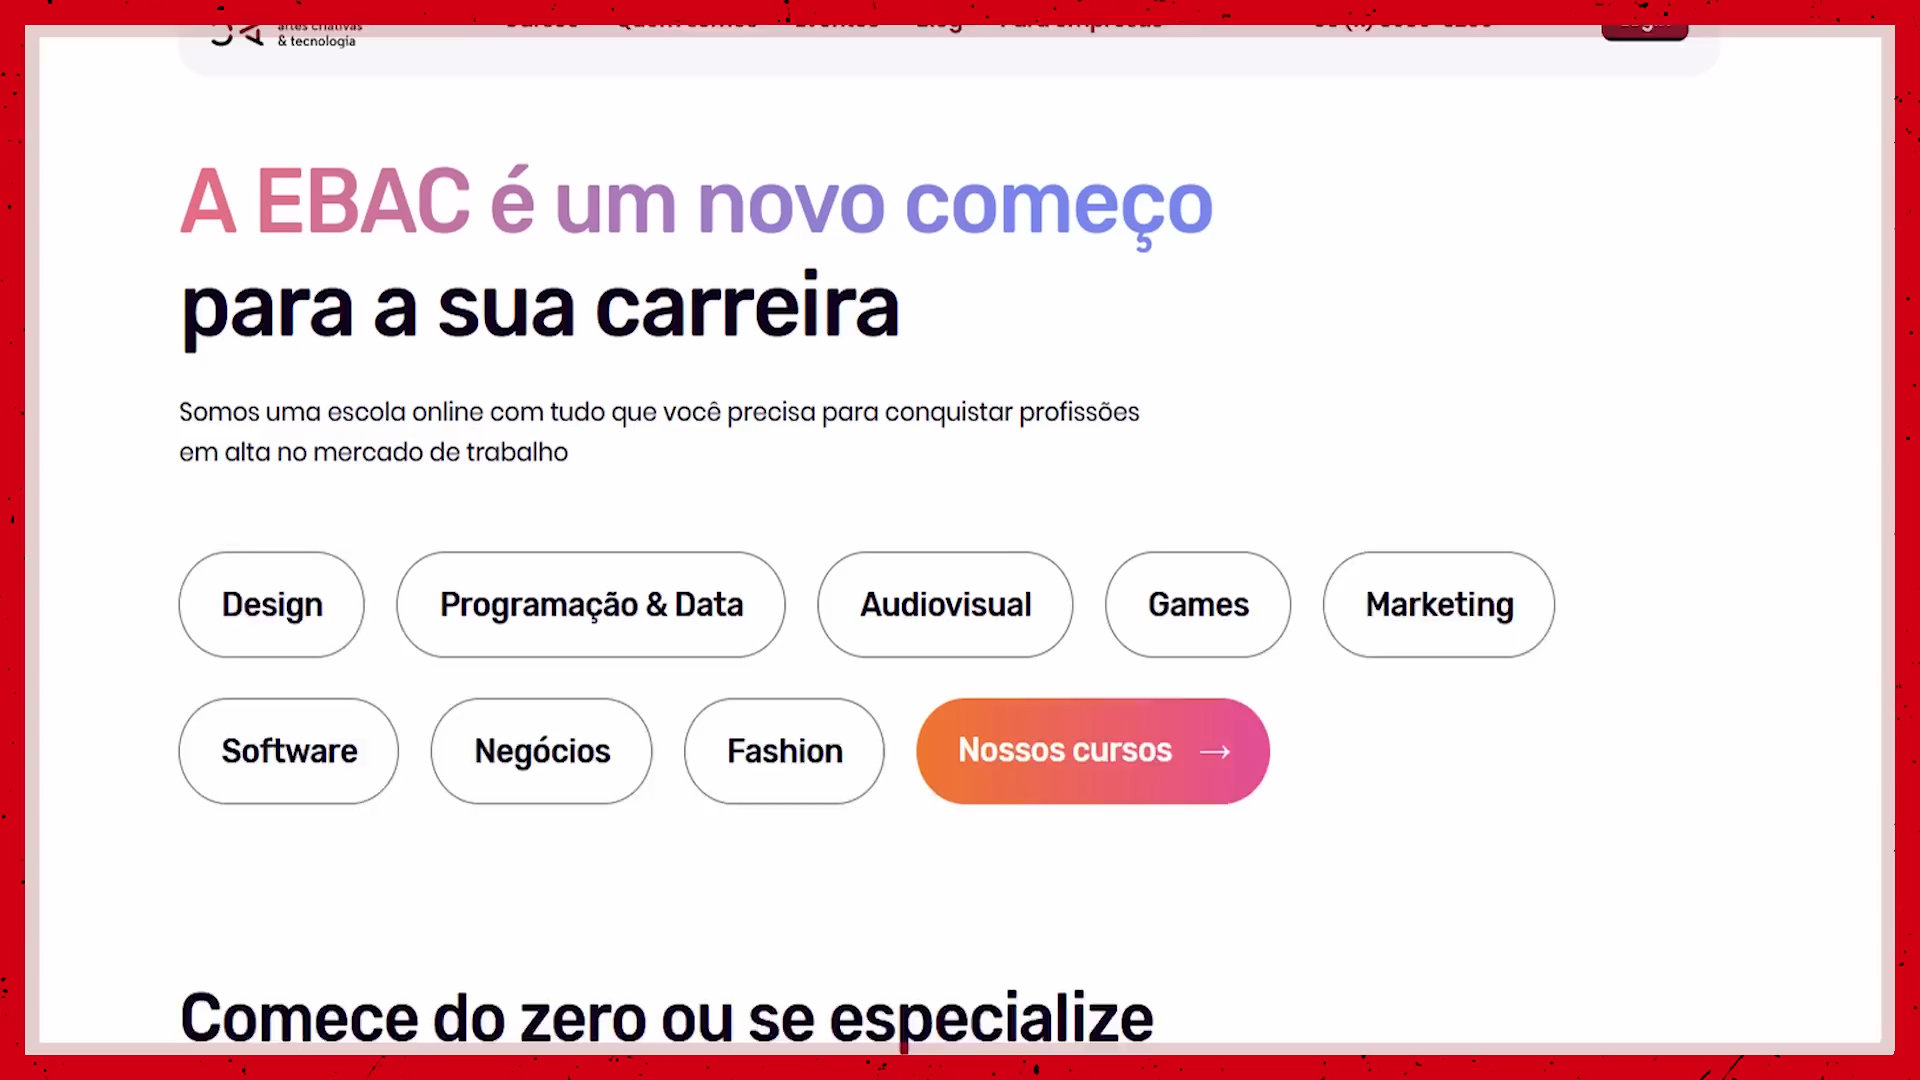 artes criativas
& tecnologia
A EBAC é um novo começo
para a sua carreira
Somos uma escola online com tudo que você precisa para conquistar profissões
em alta no mercado de trabalho
Design
Programação & Data
Audiovisual
Games
Marketing
Software
Negócios
Fashion
Nossos cursos →
Comece do zero ou se especialize